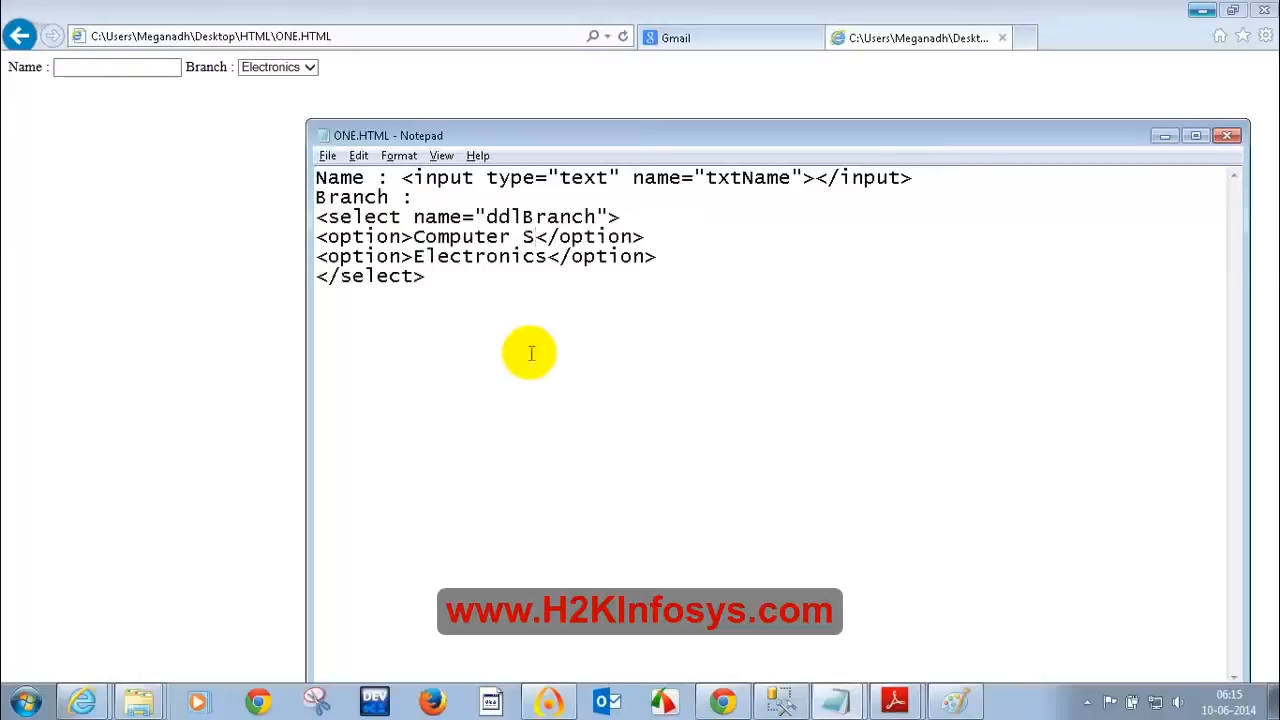 C:\Users\Meganadh\Desktop\HTML\ONE.HTML
Gmail
C:\Users\Meganadh\Deskt...
Name :
Branch :
Electronics
ONE.HTML - Notepad
File Edit Format View Help
Name : <input type="text" name="txtName"></input>
Branch :
<select name="ddlBranch">
<option>Computer S</option>
<option>Electronics</option>
</select>
www.H2KInfosys.com
DEV
06:15
10-06-2014